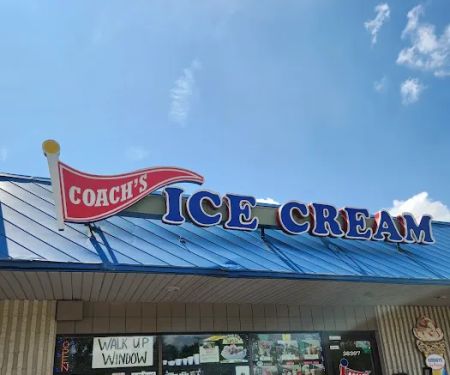 COACH'S
ICE CREAM
WALK UP
WINDOW